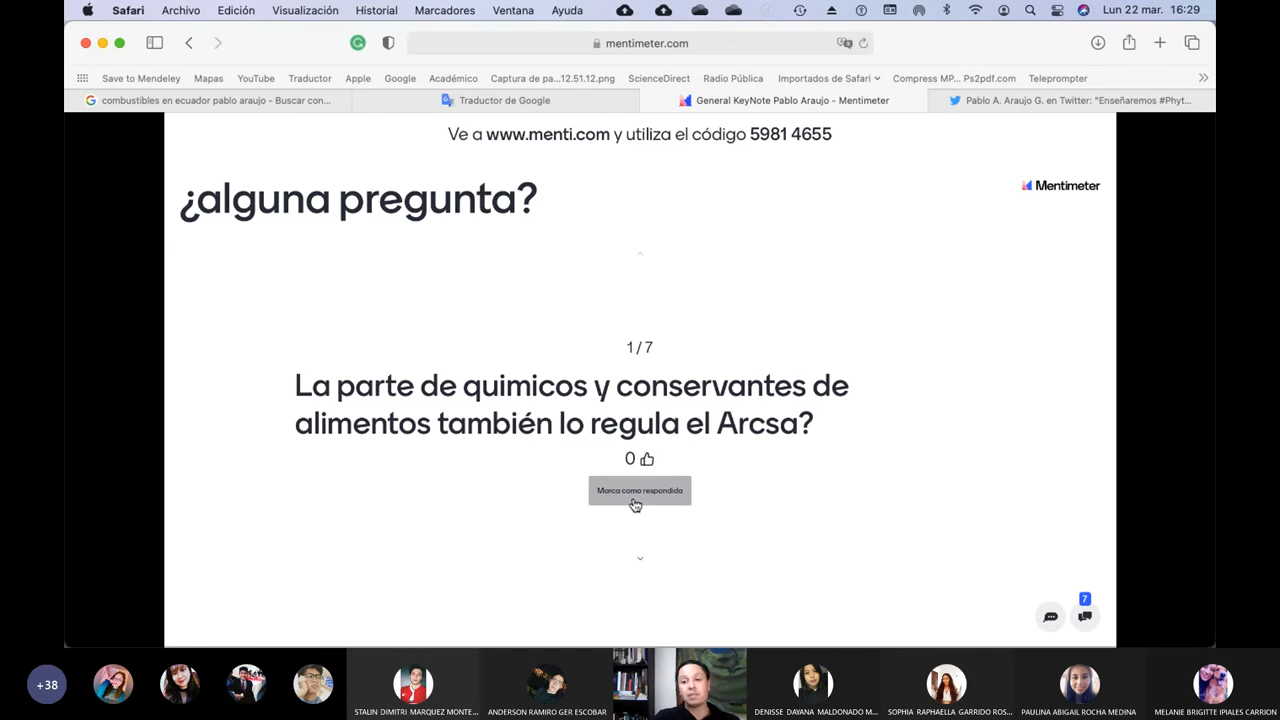 Safari Archivo Edición Visualización Historial Marcadores Ventana Ayuda Lun 22 mar. 16:29
mentimeter.com
Save to Mendeley Mapas YouTube Traductor Apple Google Académico Captura de pa...12.51.12.png ScienceDirect Radio Pública Importados de Safari Compress MP... Ps2pdf.com Teleprompter
combustibles en ecuador pablo araujo - Buscar con... Traductor de Google General KeyNote Pablo Araujo - Mentimeter Pablo A. Araujo G. en Twitter: "Enseñaremos #Phyt...
Ve a www.menti.com y utiliza el código 5981 4655
¿alguna pregunta?
Mentimeter
1 / 7
La parte de quimicos y conservantes de
alimentos también lo regula el Arcsa?
0
Marca como respondida
7
+38
STALIN DIMITRI MARQUEZ MONTE... ANDERSON RAMIRO GER ESCOBAR DENISSE DAYANA MALDONADO M... SOPHIA RAPHAELLA GARRIDO ROS... PAULINA ABIGAIL ROCHA MEDINA MELANIE BRIGITTE IPIALES CARRION